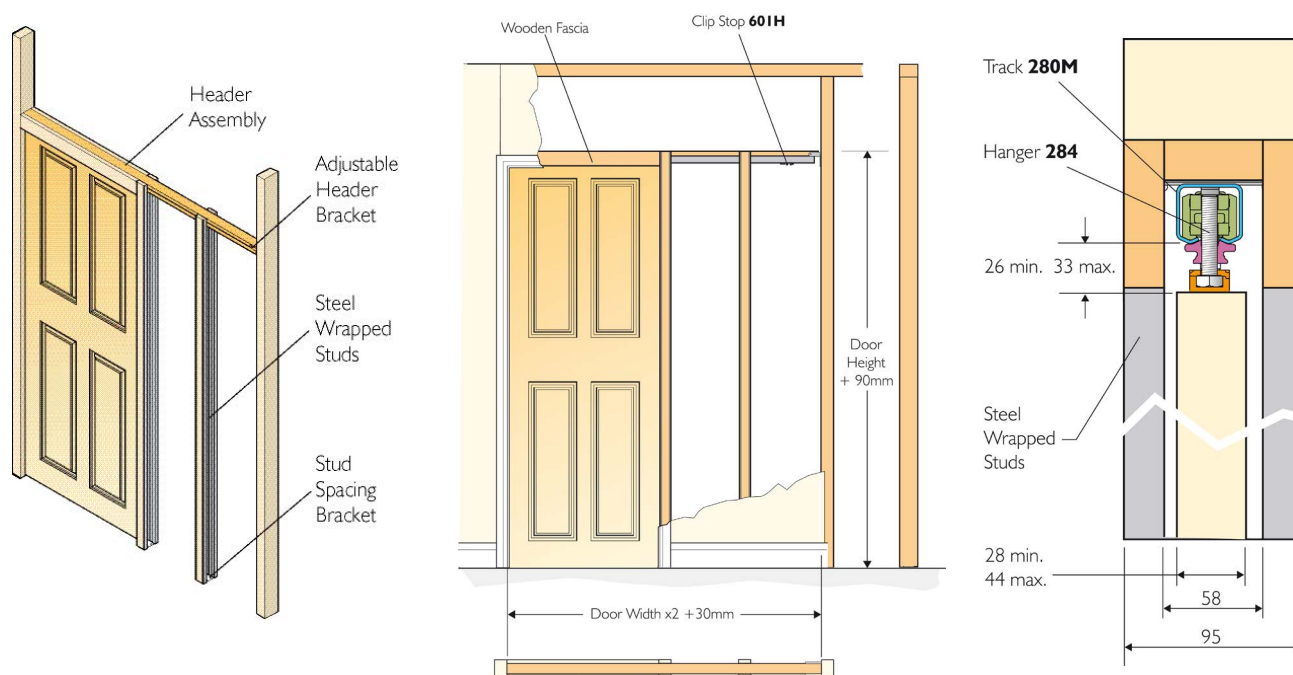 Header
Assembly
Adjustable
Header
Bracket
Steel
Wrapped
Studs
Stud
Spacing
Bracket
Wooden Fascia
Clip Stop 601H
Door
Height
+ 90mm
Door Width x2 +30mm
Track 280M
Hanger 284
26 min. 33 max.
Steel
Wrapped
Studs
28 min.
44 max.
58
95